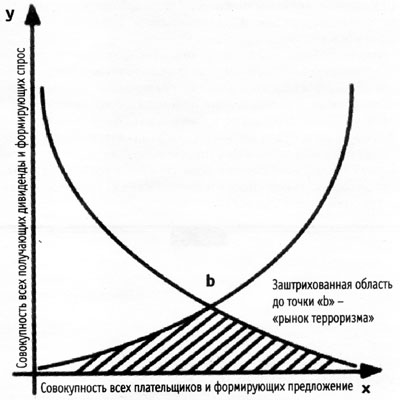 y
Совокупность всех получающих дивиденды и формирующих спрос
b
Заштрихованная область
до точки «b» –
«рынок терроризма»
Совокупность всех плательщиков и формирующих предложение
x